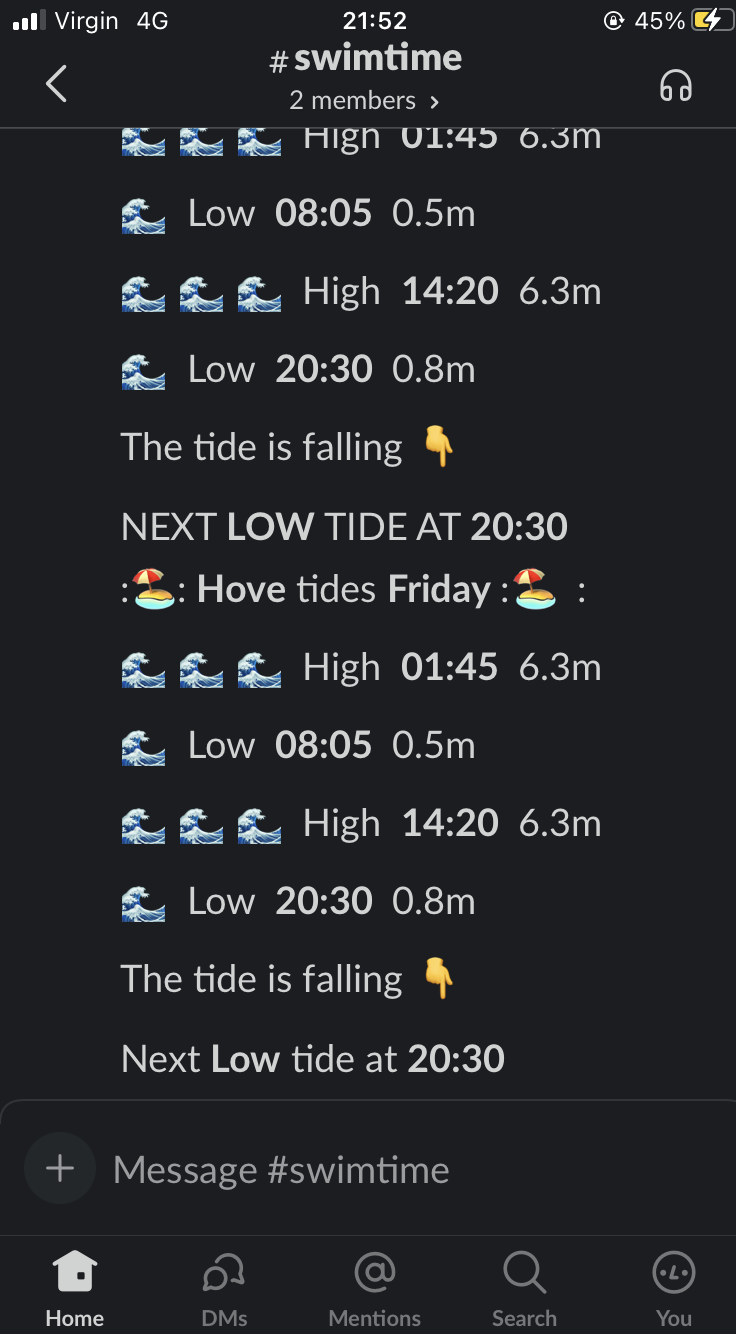 Virgin 4G 21:52 45%
# swimtime
2 members >
High 01:45 6.3m
Low 08:05 0.5m
High 14:20 6.3m
Low 20:30 0.8m
The tide is falling
NEXT LOW TIDE AT 20:30
:🏖: Hove tides Friday :🏖 :
High 01:45 6.3m
Low 08:05 0.5m
High 14:20 6.3m
Low 20:30 0.8m
The tide is falling
Next Low tide at 20:30
Message #swimtime
Home DMs Mentions Search You